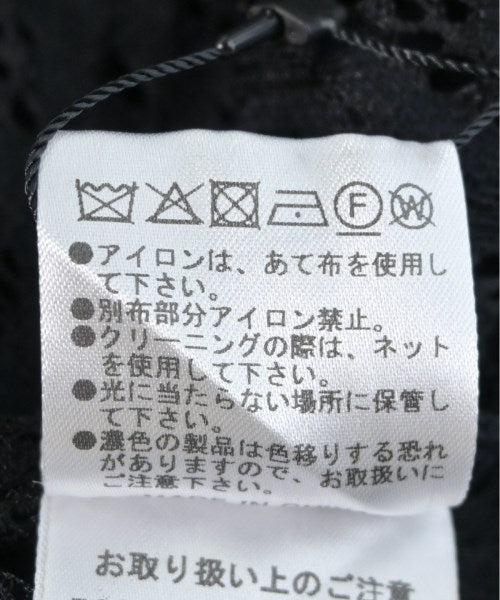 F W
●アイロンは、あて布を使用し
て下さい。
●別布部分アイロン禁止。
●クリーニングの際は、ネット
を使用して下さい。
●光に当たらない場所に保管し
て下さい。
●濃色の製品は色移りする恐れ
がありますので、お取扱いに
ご注意下さい。
お取り扱い上のご注意